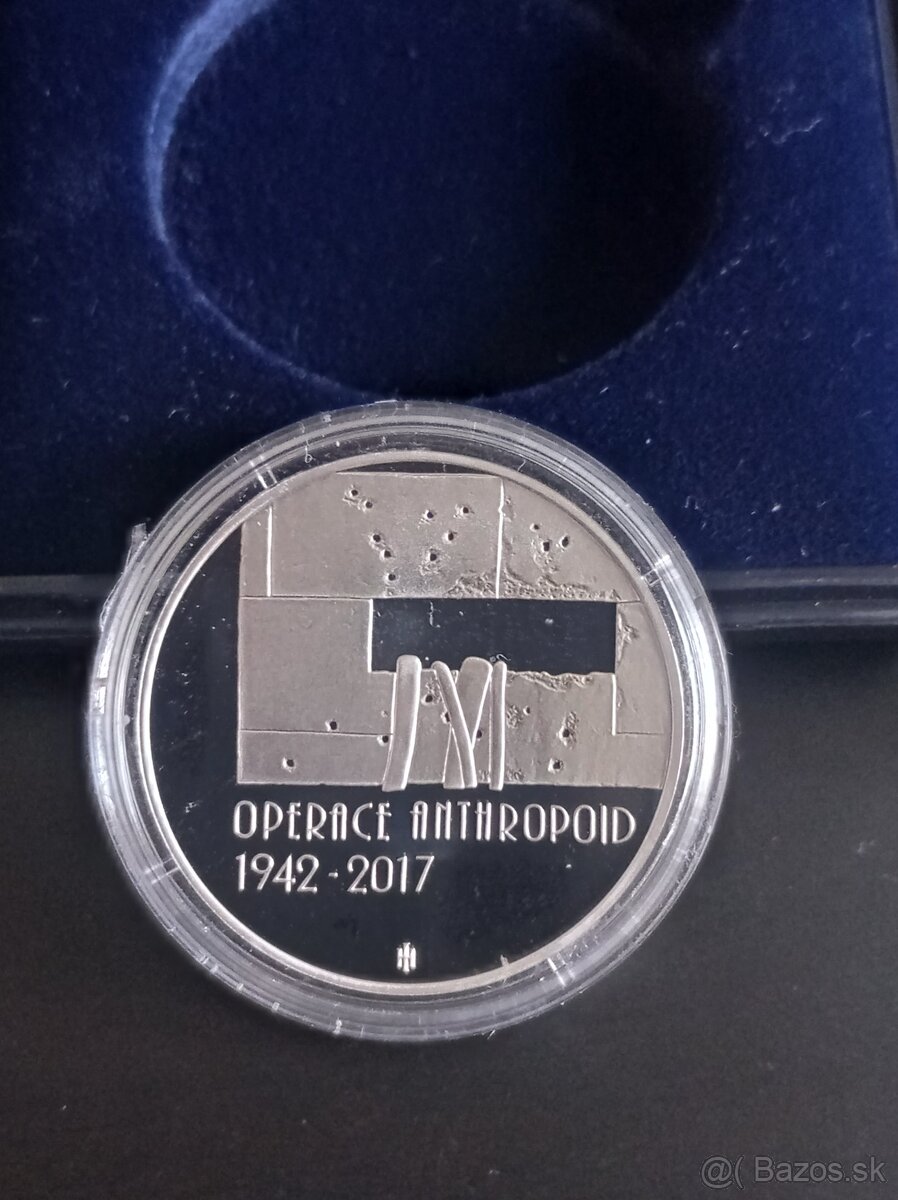 OPERACE ANTHROPOID
1942-2017
@( Bazos.sk